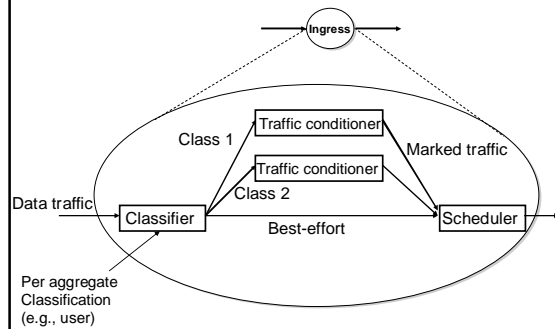 Ingress
Traffic conditioner
Class 1
Marked traffic
Traffic conditioner
Class 2
Data traffic
Classifier
Scheduler
Best-effort
Per aggregate
Classification
(e.g., user)